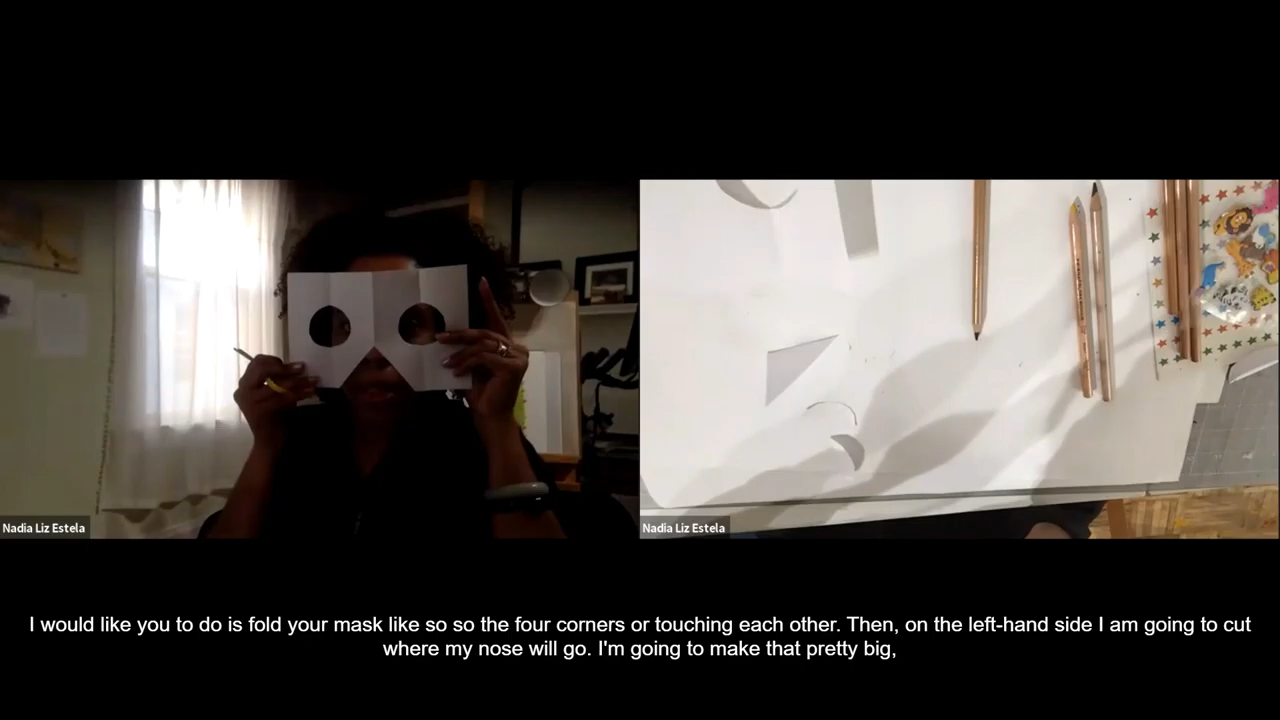 Nadia Liz Estela
Nadia Liz Estela
I would like you to do is fold your mask like so so the four corners or touching each other. Then, on the left-hand side I am going to cut
where my nose will go. I'm going to make that pretty big,